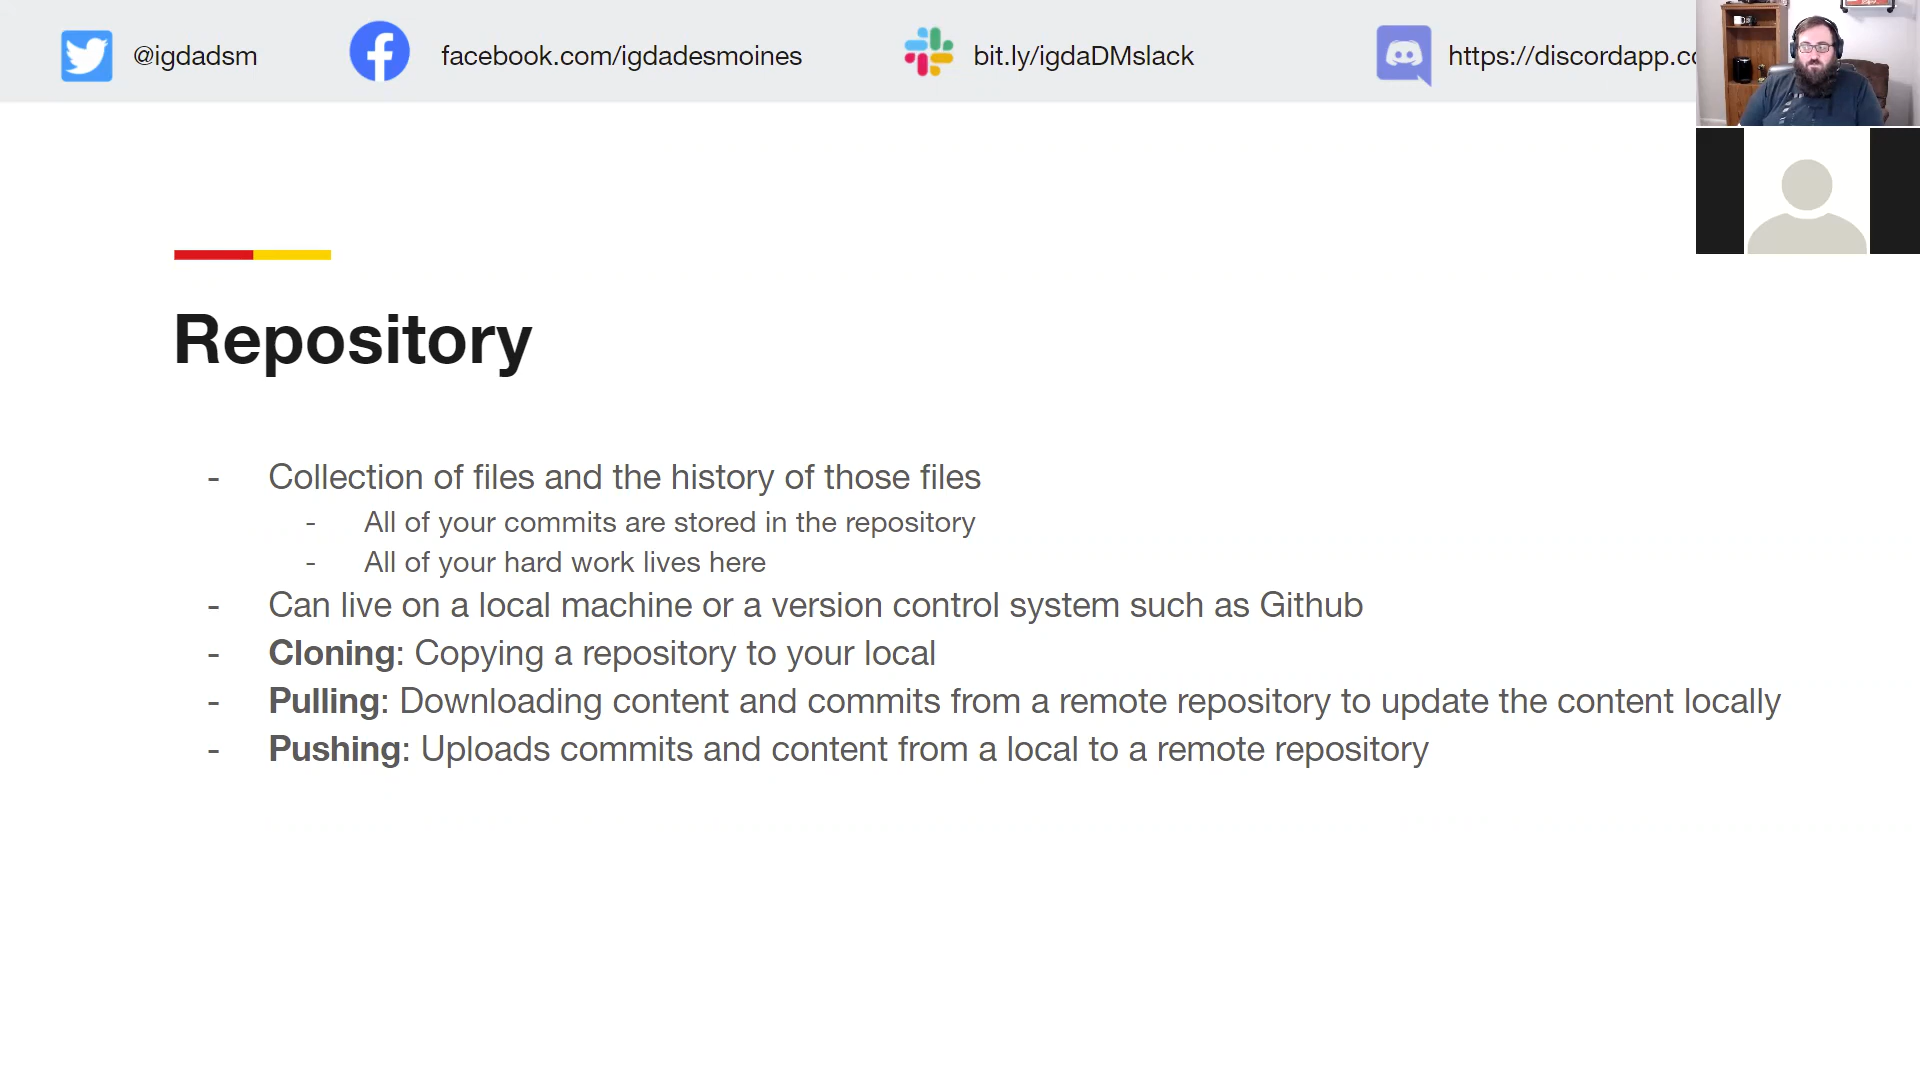 @igdadsm
facebook.com/igdadesmoines
bit.ly/igdaDMslack
https://discordapp.co
Repository
- Collection of files and the history of those files
- All of your commits are stored in the repository
- All of your hard work lives here
- Can live on a local machine or a version control system such as Github
- Cloning: Copying a repository to your local
- Pulling: Downloading content and commits from a remote repository to update the content locally
- Pushing: Uploads commits and content from a local to a remote repository